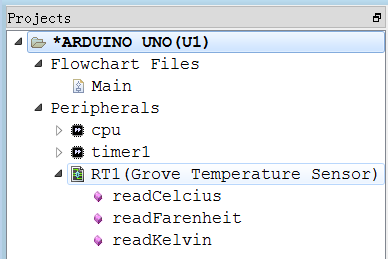 Projects
*ARDUINO UNO(U1)
Flowchart Files
Main
Peripherals
cpu
timer1
RT1(Grove Temperature Sensor)
readCelcius
readFarenheit
readKelvin